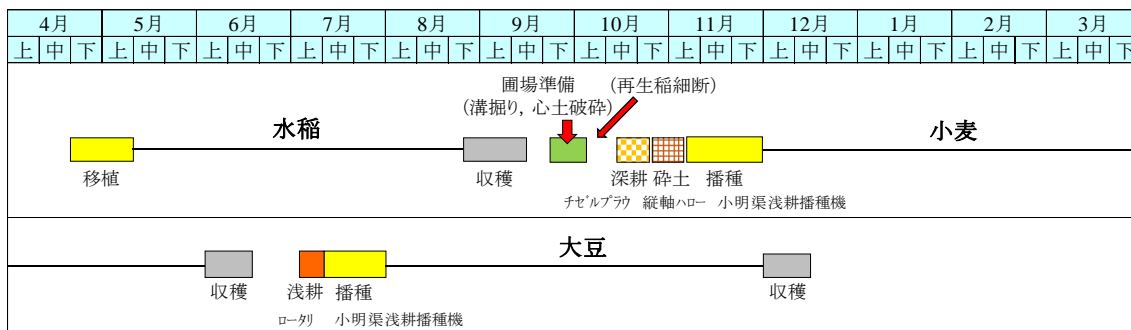 4月 5月 6月 7月 8月 9月 10月 11月 12月 1月 2月 3月
上 中 下 上 中 下 上 中 下 上 中 下 上 中 下 上 中 下 上 中 下 上 中 下 上 中 下 上 中 下 上 中 下 上 中 下
圃場準備 (再生稲細断)
(溝掘り, 心土破砕)
水稲 小麦
移植 収穫 深耕 砕土 播種
チゼルプラウ 縦軸ハロー 小明渠浅耕播種機
大豆
収穫 浅耕 播種 収穫
ロータリ 小明渠浅耕播種機